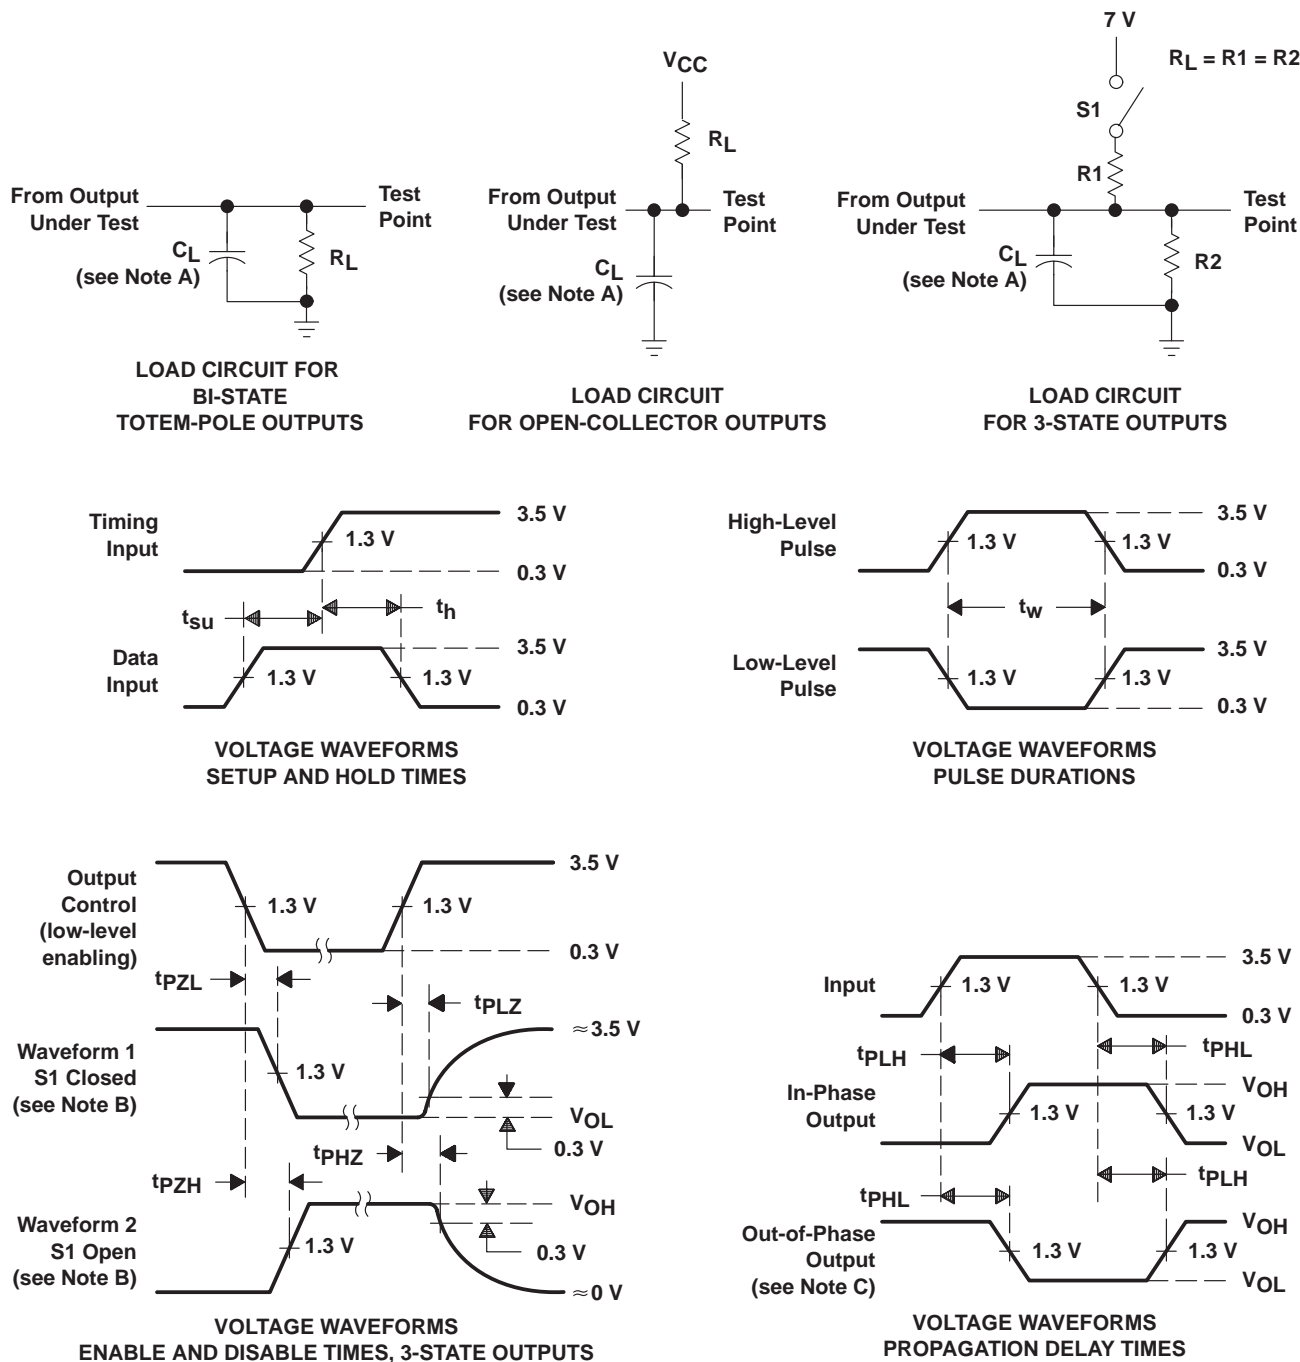 7 V
RL = R1 = R2
S1
R1
From Output
Under Test
Test
Point
CL
(see Note A)
R2
LOAD CIRCUIT
FOR 3-STATE OUTPUTS
VCC
RL
From Output
Under Test
Test
Point
CL
(see Note A)
LOAD CIRCUIT
FOR OPEN-COLLECTOR OUTPUTS
From Output
Under Test
Test
Point
CL
(see Note A)
RL
LOAD CIRCUIT FOR
BI-STATE
TOTEM-POLE OUTPUTS
Timing
Input
3.5 V
1.3 V
0.3 V
tsu
th
Data
Input
3.5 V
1.3 V
1.3 V
0.3 V
VOLTAGE WAVEFORMS
SETUP AND HOLD TIMES
High-Level
Pulse
3.5 V
1.3 V
1.3 V
0.3 V
tw
Low-Level
Pulse
3.5 V
1.3 V
1.3 V
0.3 V
VOLTAGE WAVEFORMS
PULSE DURATIONS
Output
Control
(low-level
enabling)
3.5 V
1.3 V
1.3 V
0.3 V
tPZL
tPLZ
Waveform 1
S1 Closed
(see Note B)
≈3.5 V
1.3 V
VOL
0.3 V
tPHZ
tPZH
Waveform 2
S1 Open
(see Note B)
VOH
1.3 V
0.3 V
≈0 V
VOLTAGE WAVEFORMS
ENABLE AND DISABLE TIMES, 3-STATE OUTPUTS
Input
3.5 V
1.3 V
1.3 V
0.3 V
tPLH
tPHL
In-Phase
Output
VOH
1.3 V
1.3 V
VOL
tPHL
tPLH
Out-of-Phase
Output
(see Note C)
VOH
1.3 V
1.3 V
VOL
VOLTAGE WAVEFORMS
PROPAGATION DELAY TIMES